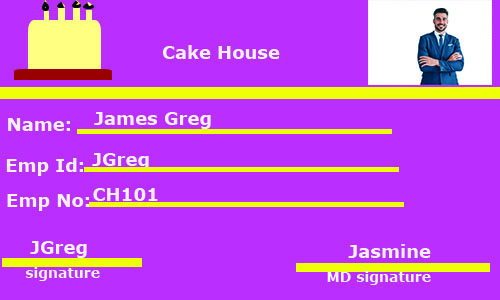 Cake House
Name: James Greg
Emp Id: JGreg
Emp No: CH101
JGreg
signature
Jasmine
MD signature